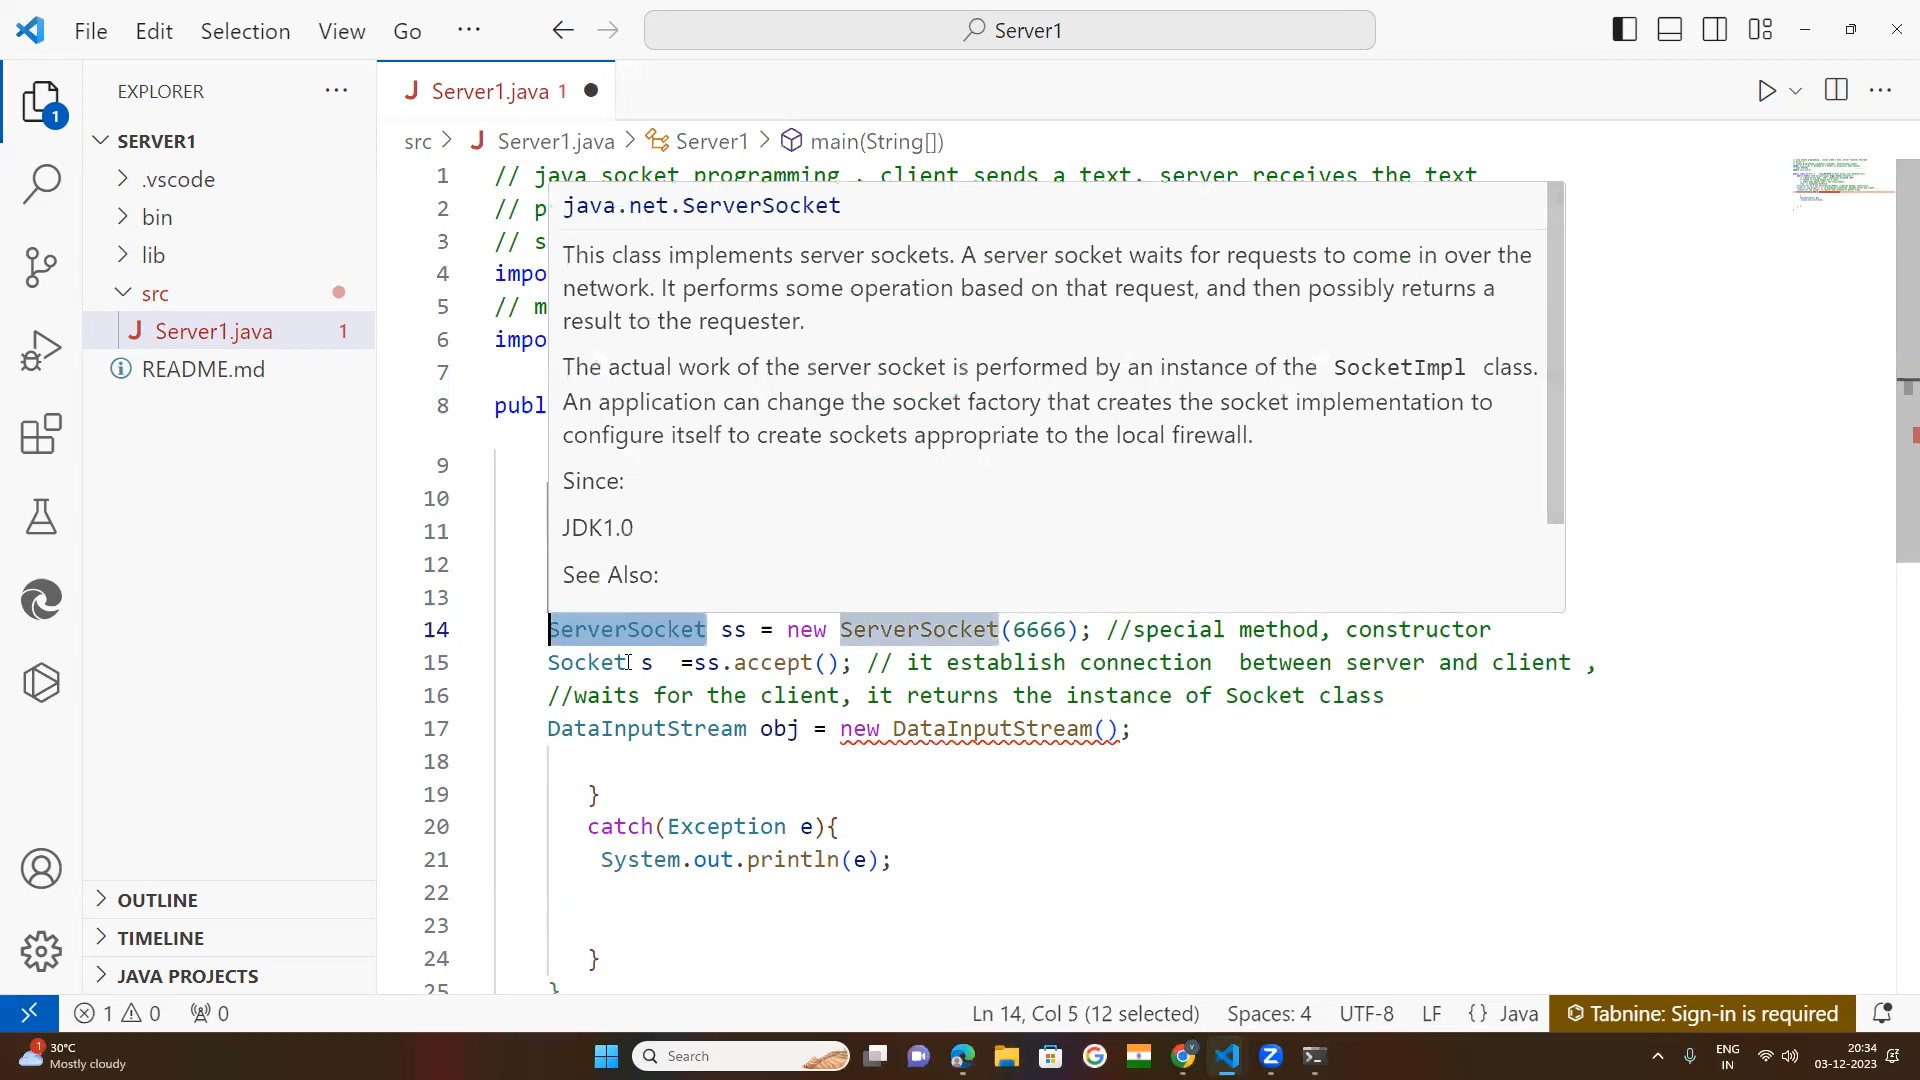 File Edit Selection View Go ··· Server1
EXPLORER ···
SERVER1
.vscode
bin
lib
src
J Server1.java 1
README.md
OUTLINE
TIMELINE
JAVA PROJECTS
1
J Server1.java 1
src > J Server1.java > Server1 > main(String[])
1 // java socket programming , client sends a text, server receives the text
2 // p
3 // s
4 impo
5 // m
6 impo
7
8 publ
9
10
11
12
13
java.net.ServerSocket
This class implements server sockets. A server socket waits for requests to come in over the
network. It performs some operation based on that request, and then possibly returns a
result to the requester.
The actual work of the server socket is performed by an instance of the SocketImpl class.
An application can change the socket factory that creates the socket implementation to
configure itself to create sockets appropriate to the local firewall.
Since:
JDK1.0
See Also:
14 ServerSocket ss = new ServerSocket(6666); //special method, constructor
15 Socket s =ss.accept(); // it establish connection between server and client ,
16 //waits for the client, it returns the instance of Socket class
17 DataInputStream obj = new DataInputStream();
18
19 }
20 catch(Exception e){
21 System.out.println(e);
22
23
24 }
25 }
1 0 0 Ln 14, Col 5 (12 selected) Spaces: 4 UTF-8 LF {} Java Tabnine: Sign-in is required
1 30°C
Mostly cloudy
Search
ENG
IN
20:34
03-12-2023